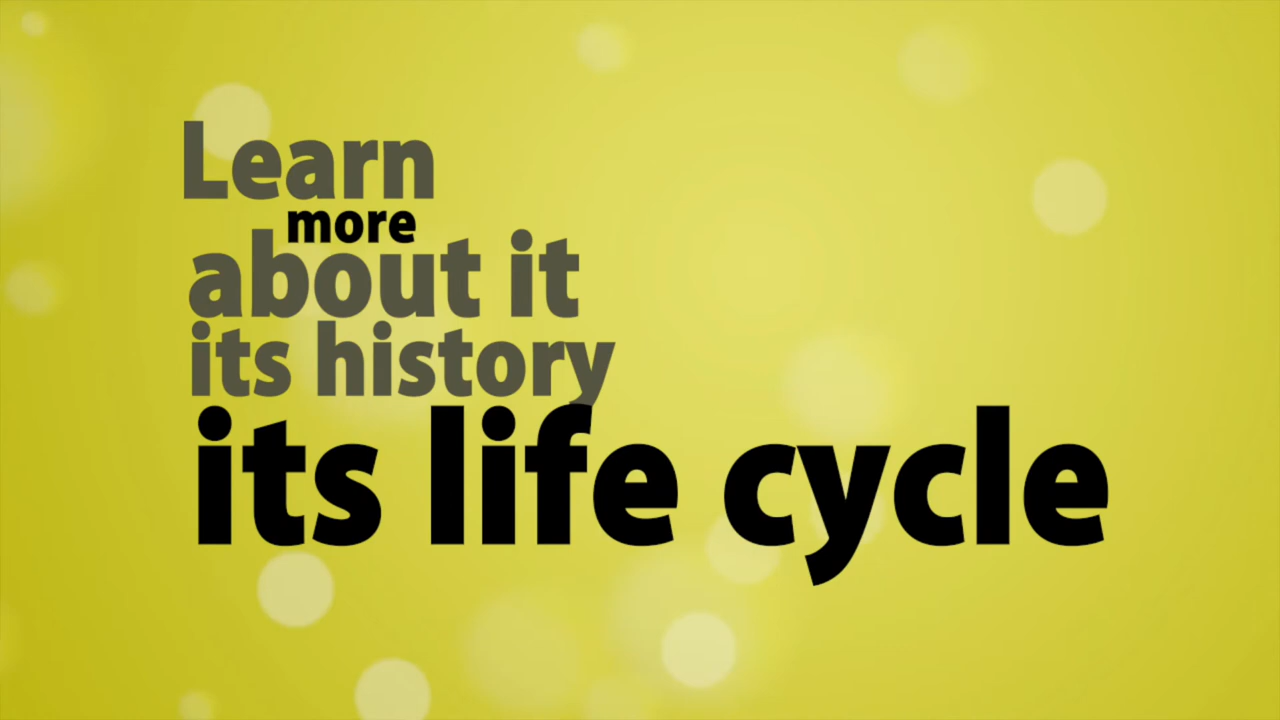 Learn
more
about it
its history
its life cycle